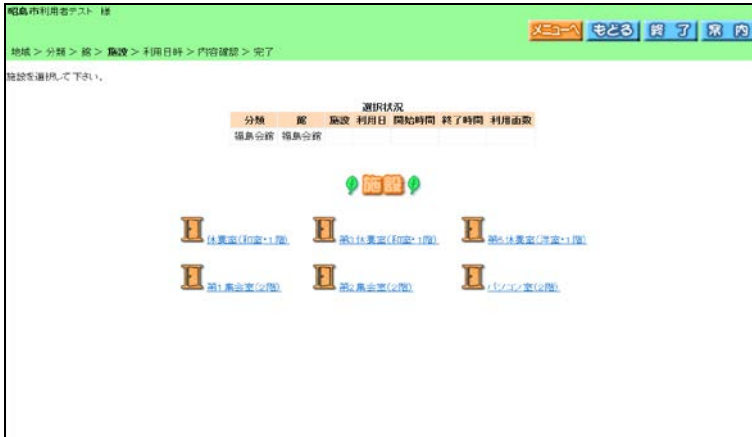 昭島市利用者テスト 様
メニューへ もどる 終了 案内
地域 > 分類 > 館 > 施設 > 利用日時 > 内容確認 > 完了
施設を選択して下さい。
選択状況
分類 館 施設 利用日 開始時間 終了時間 利用面数
福島会館 福島会館
施設
休養室(和室・1階) 第3休養室(和室・1階) 第6休養室(洋室・1階)
第1集会室(2階) 第2集会室(2階) パソコン室(2階)